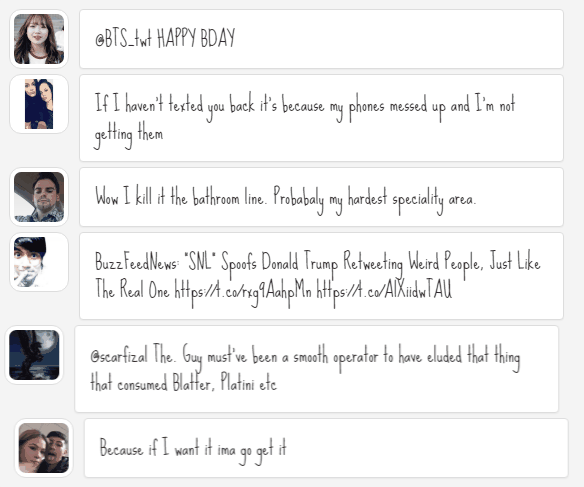 @BTS_twt HAPPY BDAY
If I haven't texted you back it's because my phones messed up and I'm not
getting them
Wow I kill it the bathroom line. Probabaly my hardest speciality area.
BuzzFeedNews: "SNL" Spoofs Donald Trump Retweeting Weird People, Just Like
The Real One https://t.co/rxg9AahpMn https://t.co/AlXiidwTAU
@scarfizal The. Guy must've been a smooth operator to have eluded that thing
that consumed Blatter, Platini etc
Because if I want it ima go get it